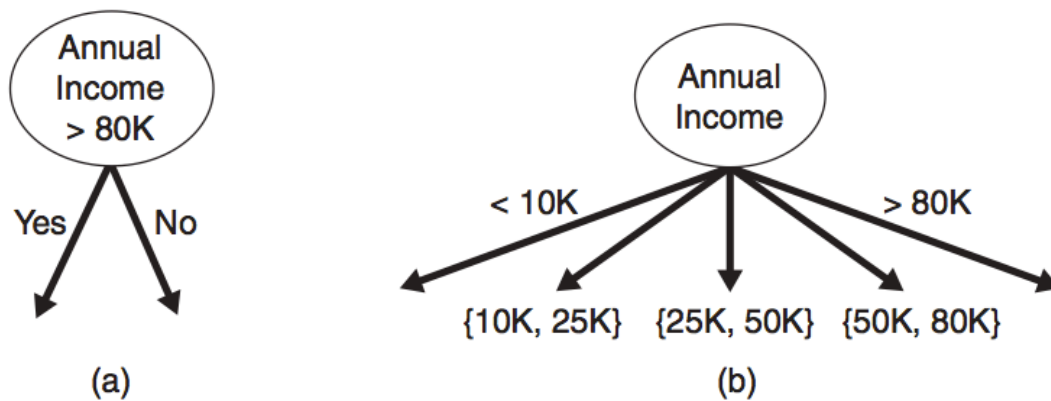 Annual
Income
> 80K
Yes
No
(a)
Annual
Income
< 10K
> 80K
{10K, 25K}
{25K, 50K}
{50K, 80K}
(b)